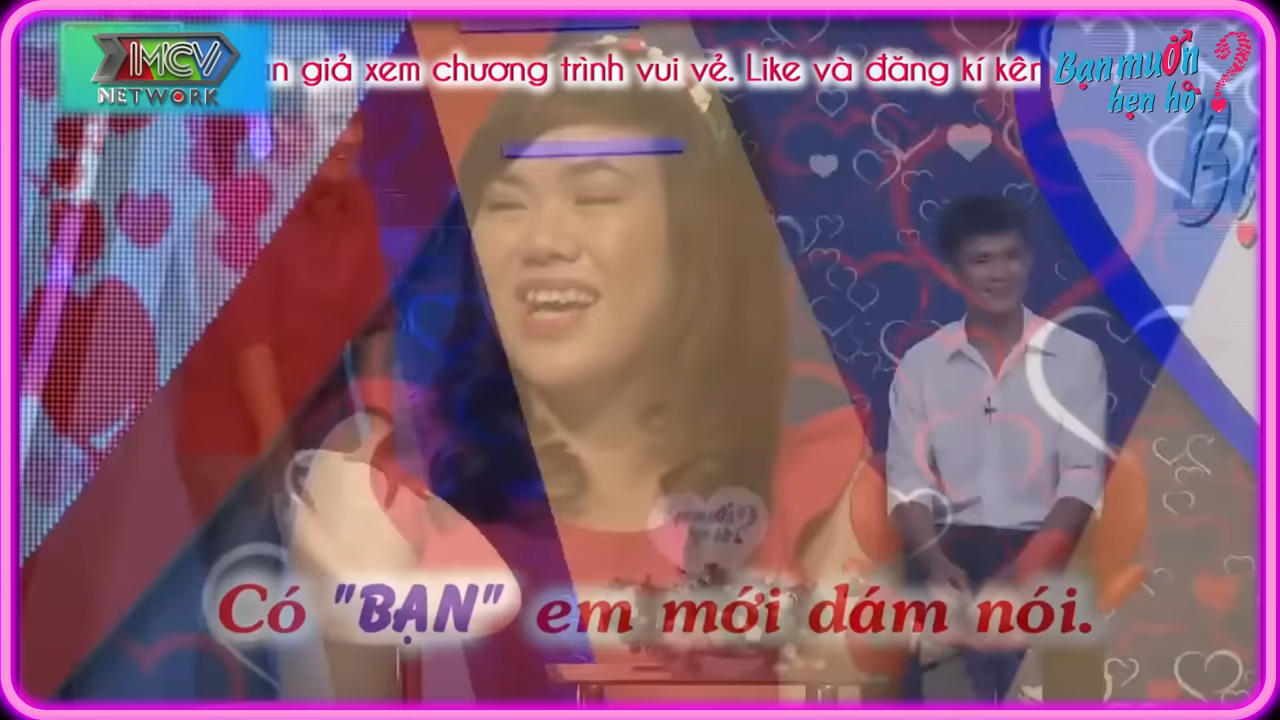 MCV
NETWORK
giả xem chương trình vui vẻ. Like và đăng kí
Bạn muốn
hẹn hò
?
Có "BẠN" em mới dám nói.